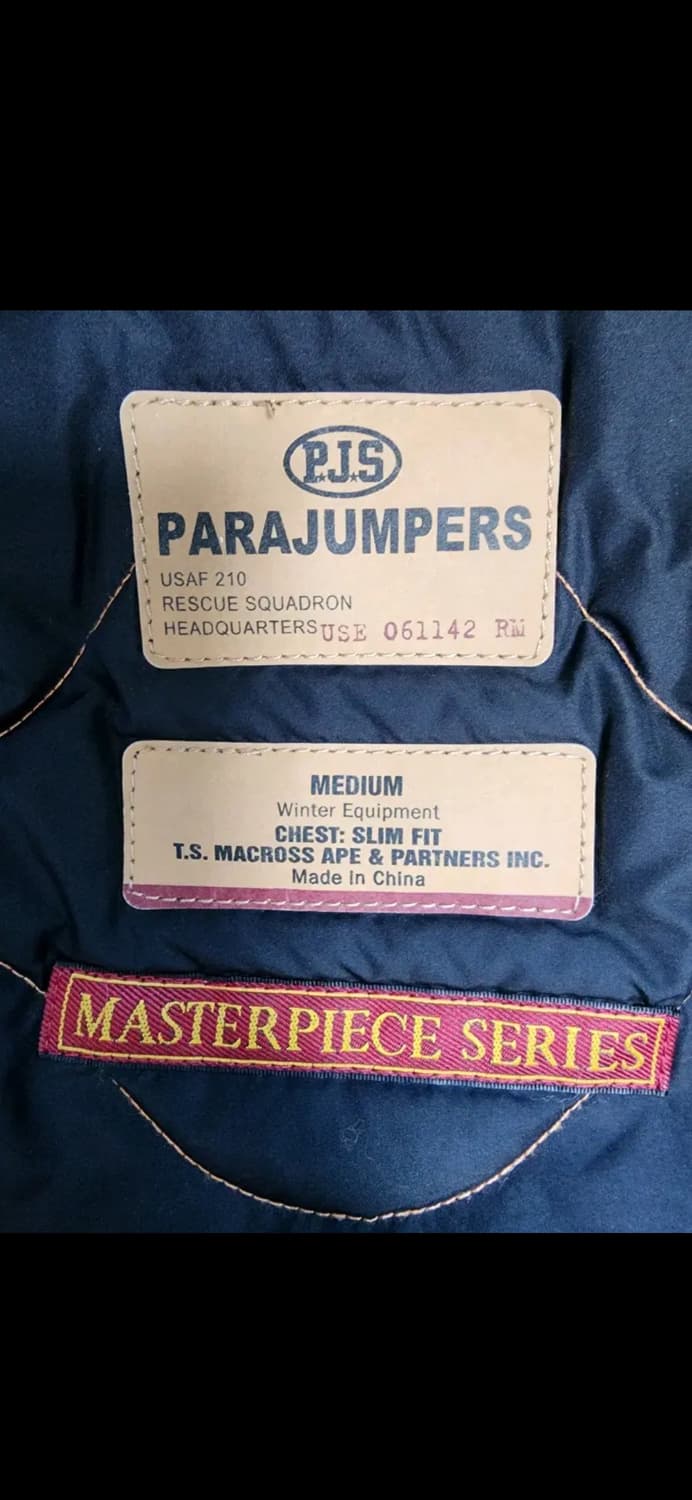 P.J.S
PARAJUMPERS
USAF 210
RESCUE SQUADRON
HEADQUARTERS USE 061142 RM
MEDIUM
Winter Equipment
CHEST: SLIM FIT
T.S. MACROSS APE & PARTNERS INC.
Made In China
MASTERPIECE SERIES